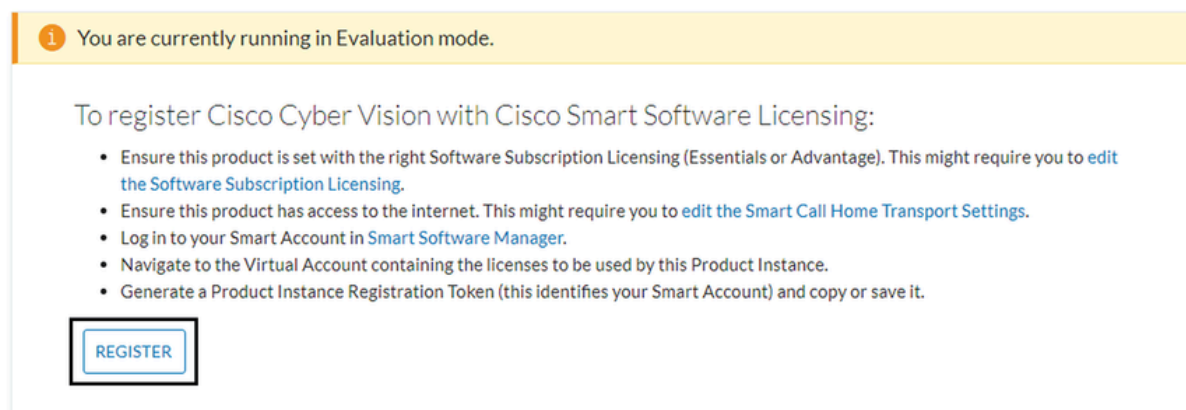 i
You are currently running in Evaluation mode.
To register Cisco Cyber Vision with Cisco Smart Software Licensing:
• Ensure this product is set with the right Software Subscription Licensing (Essentials or Advantage). This might require you to edit
the Software Subscription Licensing.
• Ensure this product has access to the internet. This might require you to edit the Smart Call Home Transport Settings.
• Log in to your Smart Account in Smart Software Manager.
• Navigate to the Virtual Account containing the licenses to be used by this Product Instance.
• Generate a Product Instance Registration Token (this identifies your Smart Account) and copy or save it.
REGISTER